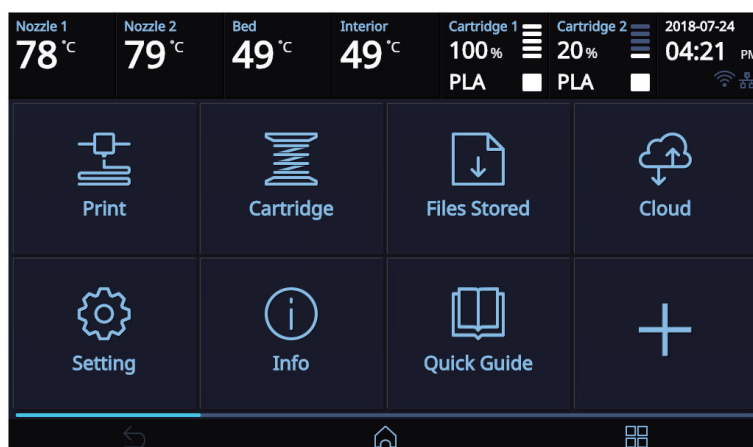 Nozzle 1 Nozzle 2 Bed Interior Cartridge 1 Cartridge 2 2018-07-24
78 °C 79 °C 49 °C 49 °C 100 % 20 % 04:21 PM
PLA PLA
Print Cartridge Files Stored Cloud
Setting Info Quick Guide